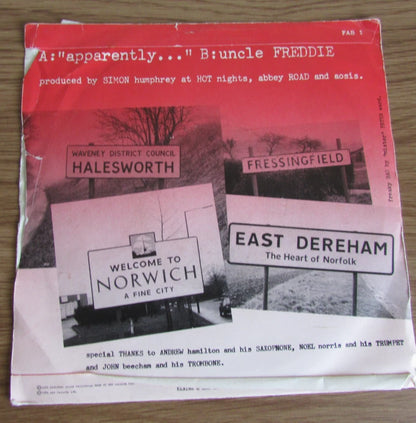 FAB 1
A:"apparently..." B:uncle FREDDIE
produced by SIMON humphrey at HOT nights, abbey ROAD and aosis.
WAVENEY DISTRICT COUNCIL
HALESWORTH
FRESSINGFIELD
WELCOME TO
NORWICH
A FINE CITY
EAST DEREHAM
The Heart of Norfolk
special THANKS to ANDREW hamilton and his SAXOPHONE, NOEL norris and his TRUMPET
and JOHN beecham and his TROMBONE.